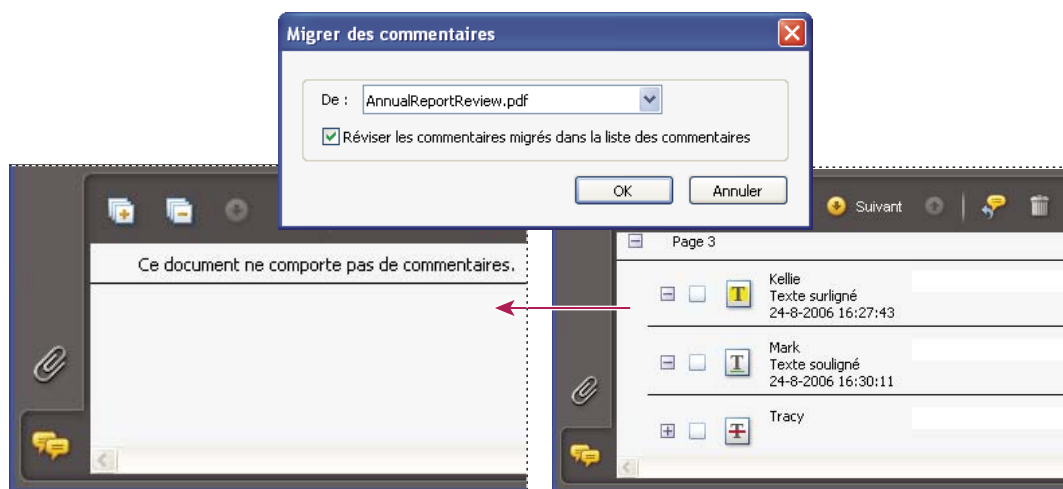 Migrer des commentaires
De : AnnualReportReview.pdf
Réviser les commentaires migrés dans la liste des commentaires
OK Annuler
Ce document ne comporte pas de commentaires.
Suivant
Page 3
Kellie
Texte surligné
24-8-2006 16:27:43
Mark
Texte souligné
24-8-2006 16:30:11
Tracy